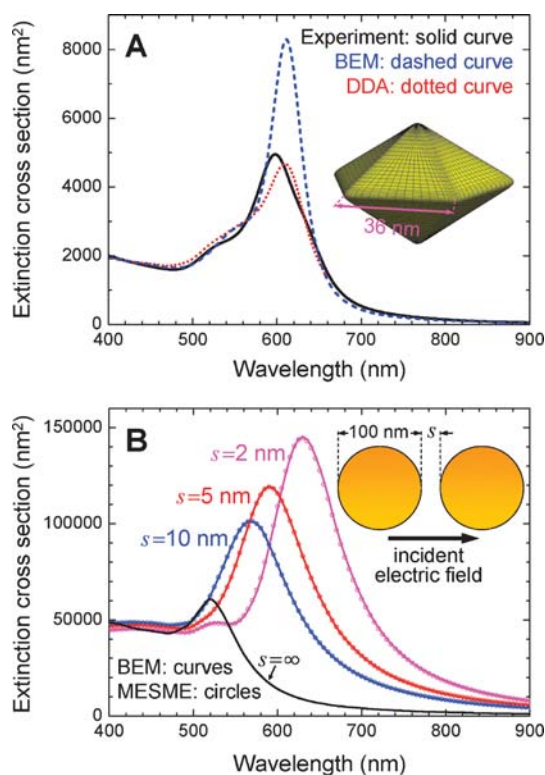 A
Experiment: solid curve
BEM: dashed curve
DDA: dotted curve
36 nm
Extinction cross section (nm²)
8000
6000
4000
2000
0
400 500 600 700 800 900
Wavelength (nm)
B
100 nm
s
s=2 nm
s=5 nm
s=10 nm
incident
electric field
s=∞
BEM: curves
MESME: circles
Extinction cross section (nm²)
150000
100000
50000
0
400 500 600 700 800 900
Wavelength (nm)